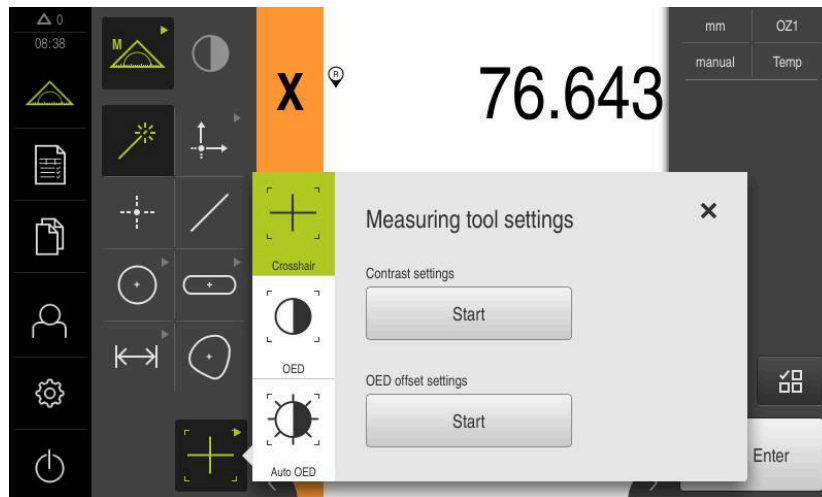 0
08:38
M
X
R
76.643
mm
OZ1
manual
Temp
Measuring tool settings
Crosshair
Contrast settings
Start
OED
OED offset settings
Start
Auto OED
Enter